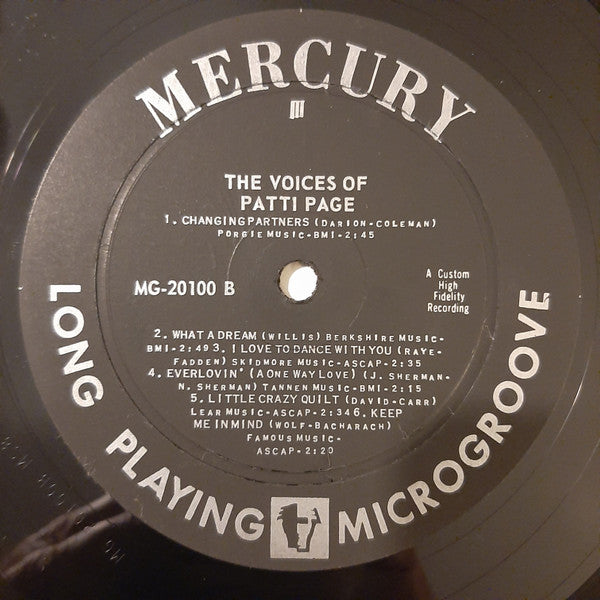 MERCURY
III
THE VOICES OF
PATTI PAGE
1. CHANGING PARTNERS (DARION-COLEMAN)
PORGIE MUSIC-BMI-2:45
MG-20100 B
A Custom
High
Fidelity
Recording
2. WHAT A DREAM (WILLIS) BERKSHIRE MUSIC-
BMI-2:49 3. I LOVE TO DANCE WITH YOU (RAYE-
FADDEN) SKIDMORE MUSIC-ASCAP-2:35
4. EVERLOVIN' (A ONE WAY LOVE) (J. SHERMAN-
N. SHERMAN) TANNEN MUSIC-BMI-2:15
5. LITTLE CRAZY QUILT (DAVID-CARR)
LEAR MUSIC-ASCAP-2:34 6. KEEP
ME IN MIND (WOLF-BACHARACH)
FAMOUS MUSIC-
ASCAP-2:20
LONG PLAYING MICROGROOVE